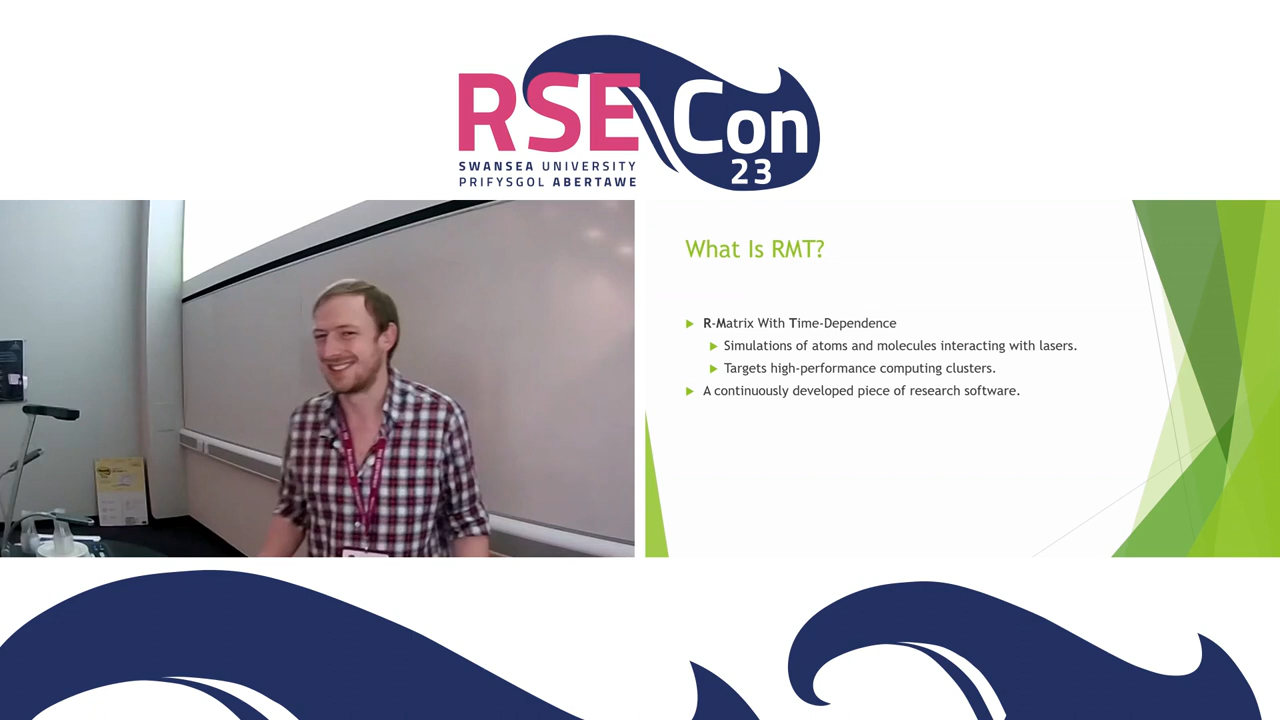 RSE Con
23
SWANSEA UNIVERSITY
PRIFYSGOL ABERTAWE
What Is RMT?
R-Matrix With Time-Dependence
Simulations of atoms and molecules interacting with lasers.
Targets high-performance computing clusters.
A continuously developed piece of research software.